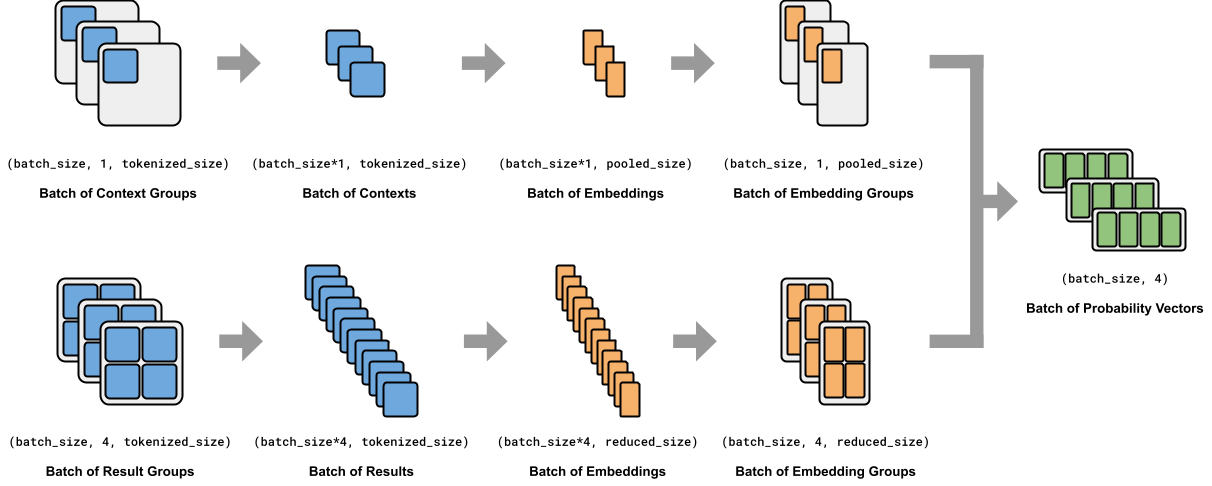 (batch_size, 1, tokenized_size)
Batch of Context Groups
(batch_size*1, tokenized_size)
Batch of Contexts
(batch_size*1, pooled_size)
Batch of Embeddings
(batch_size, 1, pooled_size)
Batch of Embedding Groups
(batch_size, 4)
Batch of Probability Vectors
(batch_size, 4, tokenized_size)
Batch of Result Groups
(batch_size*4, tokenized_size)
Batch of Results
(batch_size*4, reduced_size)
Batch of Embeddings
(batch_size, 4, reduced_size)
Batch of Embedding Groups